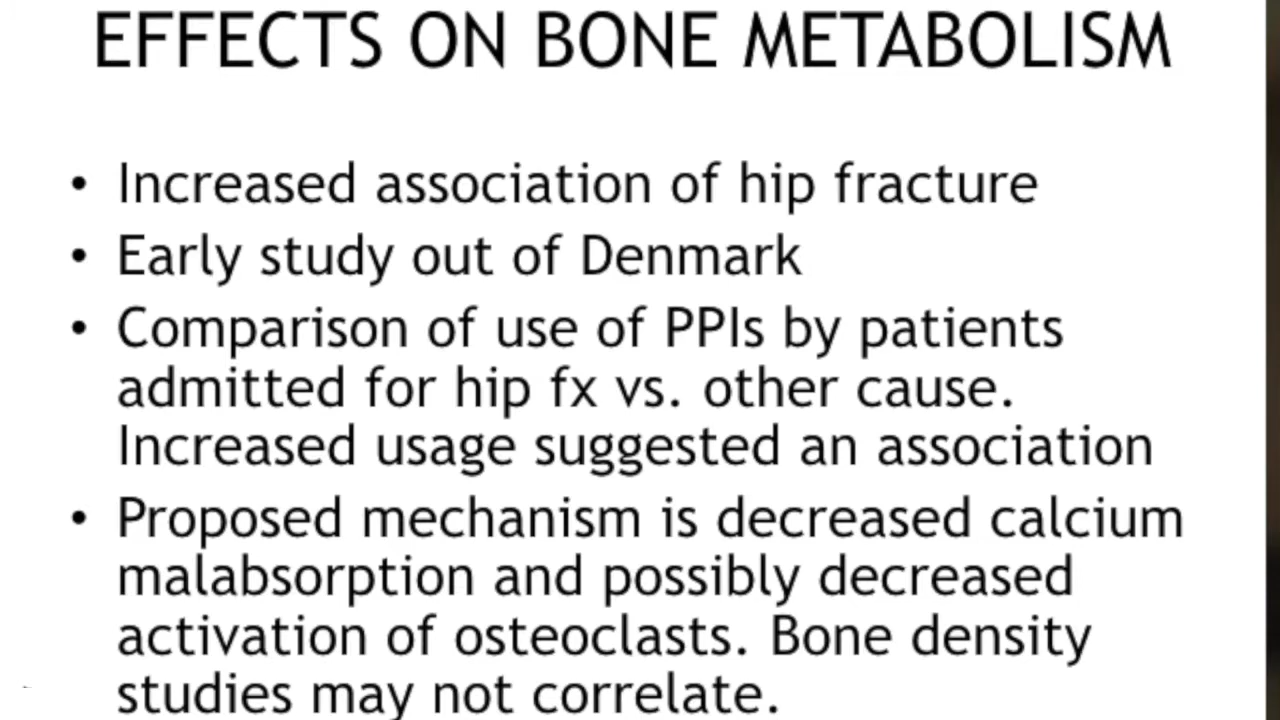 EFFECTS ON BONE METABOLISM
• Increased association of hip fracture
• Early study out of Denmark
• Comparison of use of PPIs by patients
admitted for hip fx vs. other cause.
Increased usage suggested an association
• Proposed mechanism is decreased calcium
malabsorption and possibly decreased
activation of osteoclasts. Bone density
studies may not correlate.